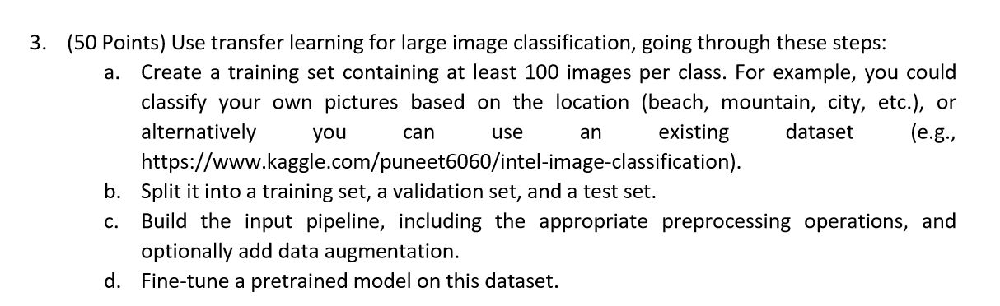 3. (50 Points) Use transfer learning for large image classification, going through these steps:
a. Create a training set containing at least 100 images per class. For example, you could
classify your own pictures based on the location (beach, mountain, city, etc.), or
alternatively you can use an existing dataset (e.g.,
https://www.kaggle.com/puneet6060/intel-image-classification).
b. Split it into a training set, a validation set, and a test set.
c. Build the input pipeline, including the appropriate preprocessing operations, and
optionally add data augmentation.
d. Fine-tune a pretrained model on this dataset.